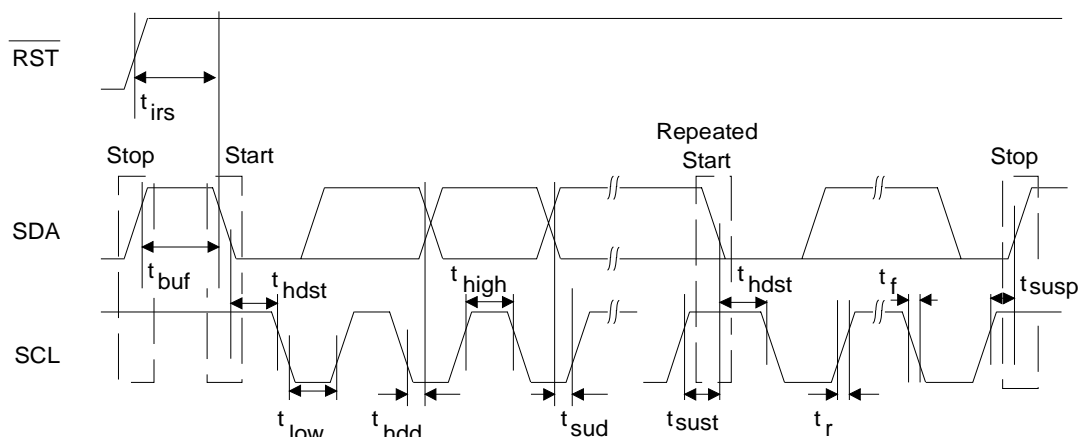 RST
t irs
Repeated
Stop Start Start Stop
SDA
t buf t hdst t high t hdst t f t susp
SCL
t low t hdd t sud t sust t r